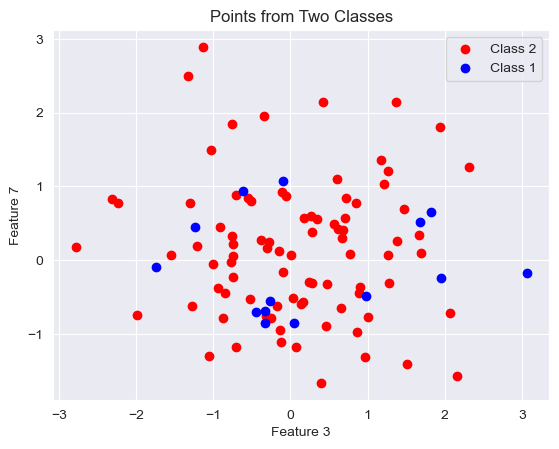 Points from Two Classes
Class 2
Class 1
Feature 7
3
2
1
0
−1
−3
−2
−1
0
1
2
3
Feature 3